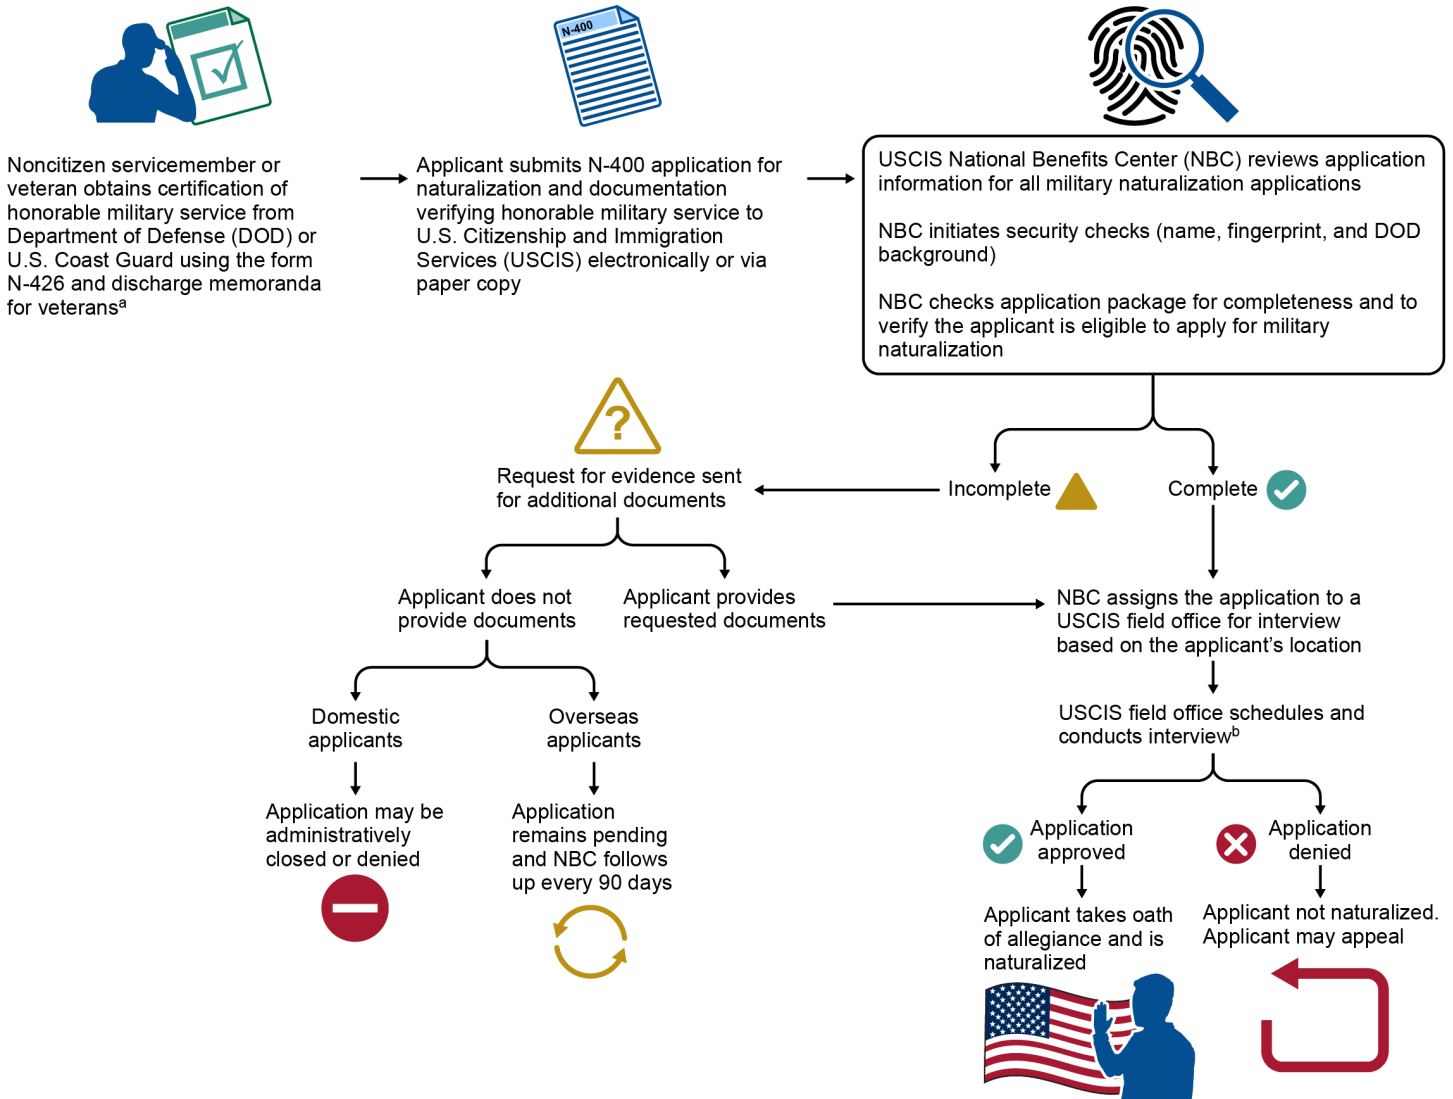 N-400
Noncitizen servicemember or
veteran obtains certification of
honorable military service from
Department of Defense (DOD) or
U.S. Coast Guard using the form
N-426 and discharge memoranda
for veteransᵃ
Applicant submits N-400 application for
naturalization and documentation
verifying honorable military service to
U.S. Citizenship and Immigration
Services (USCIS) electronically or via
paper copy
USCIS National Benefits Center (NBC) reviews application
information for all military naturalization applications
NBC initiates security checks (name, fingerprint, and DOD
background)
NBC checks application package for completeness and to
verify the applicant is eligible to apply for military
naturalization
?
Request for evidence sent
for additional documents
Incomplete
Complete
Applicant does not
provide documents
Applicant provides
requested documents
NBC assigns the application to a
USCIS field office for interview
based on the applicant's location
Domestic
applicants
Overseas
applicants
USCIS field office schedules and
conducts interviewᵇ
Application may be
administratively
closed or denied
Application
remains pending
and NBC follows
up every 90 days
Application
approved
Application
denied
Applicant takes oath
of allegiance and is
naturalized
Applicant not naturalized.
Applicant may appeal